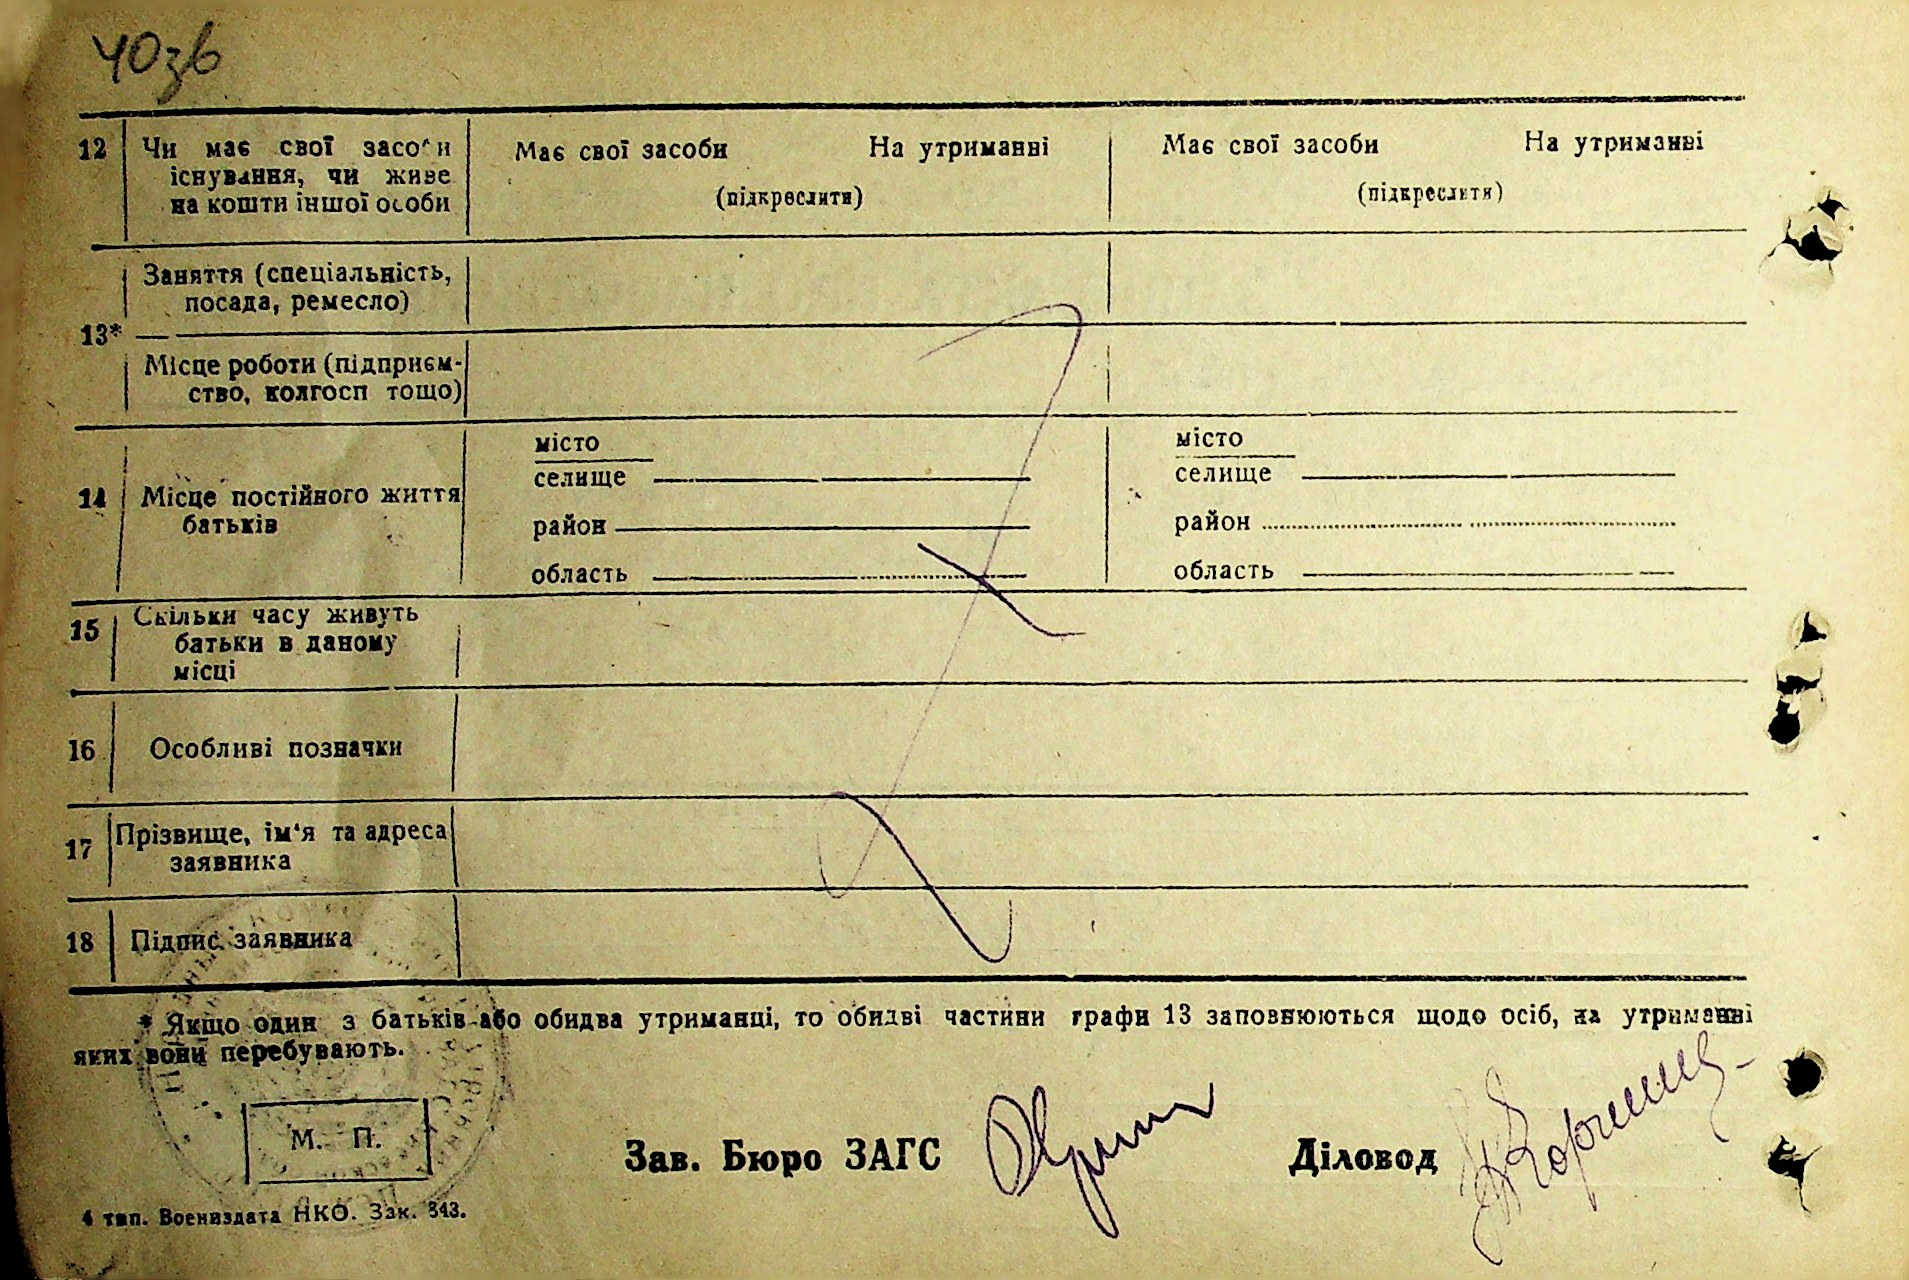 40зв
12 Чи має свої засоби Має свої засоби На утриманні Має свої засоби На утриманні
існування, чи живе (підкреслити) (підкреслити)
на кошти іншої особи
Заняття (спеціальність,
посада, ремесло)
13*
Місце роботи (підприєм-
ство, колгосп тощо)
місто місто
селище селище
14 Місце постійного життя
батьків
район район
область область
15 Скільки часу живуть
батьки в даному
місці
16 Особливі позначки
17 Прізвище, ім'я та адреса
заявника
18 Підпис заявника
* Якщо один з батьків або обидва утриманці, то обидві частини графи 13 заповнюються щодо осіб, на утриманні
яких вони перебувають.
М. П.
Зав. Бюро ЗАГС Діловод
4 тип. Воениздата НКО. Зак. 343.